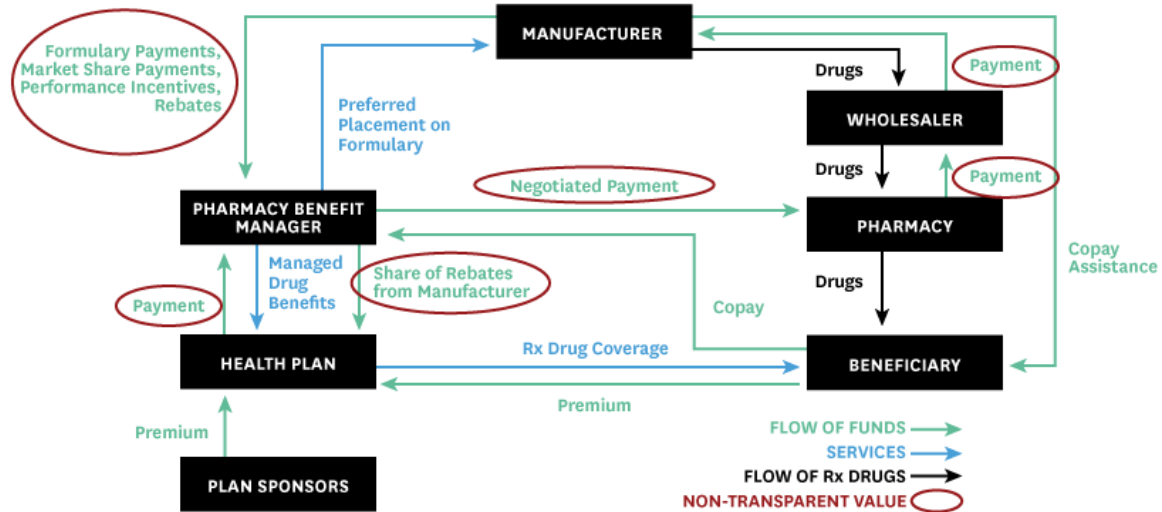 MANUFACTURER
Formulary Payments,
Market Share Payments,
Performance Incentives,
Rebates
Preferred
Placement on
Formulary
Drugs
Payment
WHOLESALER
Drugs
Payment
Negotiated Payment
PHARMACY BENEFIT
MANAGER
PHARMACY
Managed
Drug
Benefits
Share of Rebates
from Manufacturer
Payment
Drugs
Copay
Assistance
Copay
HEALTH PLAN
Rx Drug Coverage
BENEFICIARY
Premium
Premium
PLAN SPONSORS
FLOW OF FUNDS
SERVICES
FLOW OF Rx DRUGS
NON-TRANSPARENT VALUE